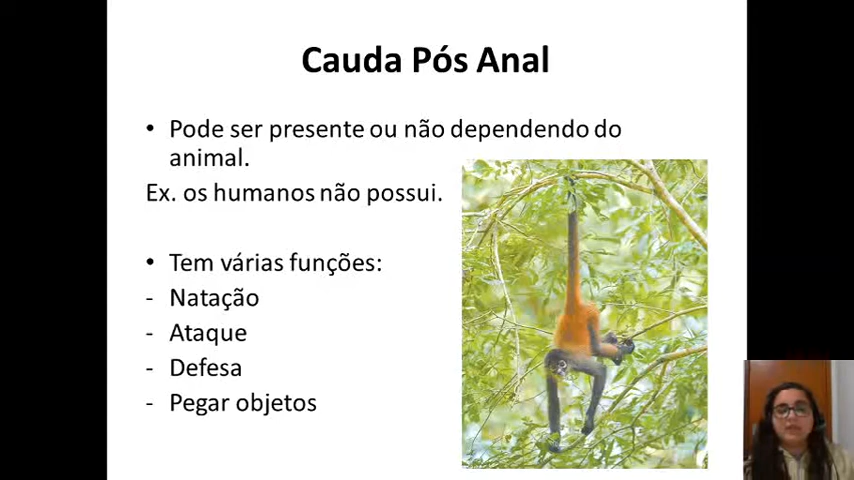 Cauda Pós Anal
• Pode ser presente ou não dependendo do
animal.
Ex. os humanos não possui.
• Tem várias funções:
- Natação
- Ataque
- Defesa
- Pegar objetos